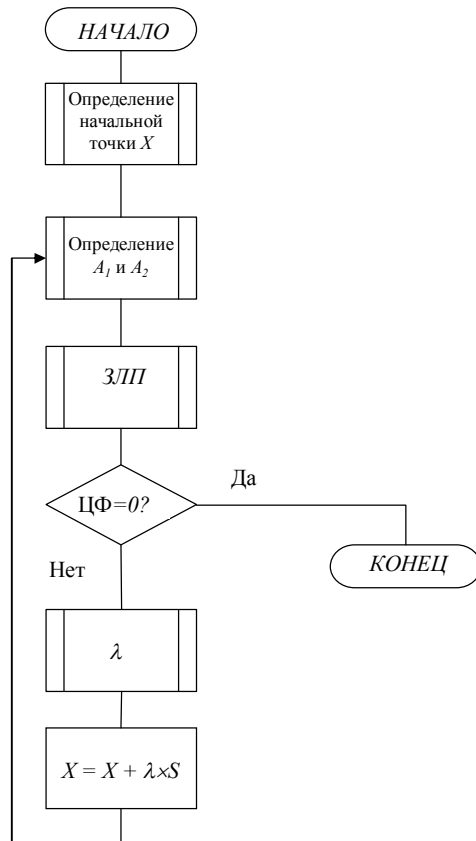 НАЧАЛО
Определение
начальной
точки X
Определение
A₁ и A₂
ЗЛП
ЦФ=0?
Да
КОНЕЦ
Нет
λ
X = X + λ×S